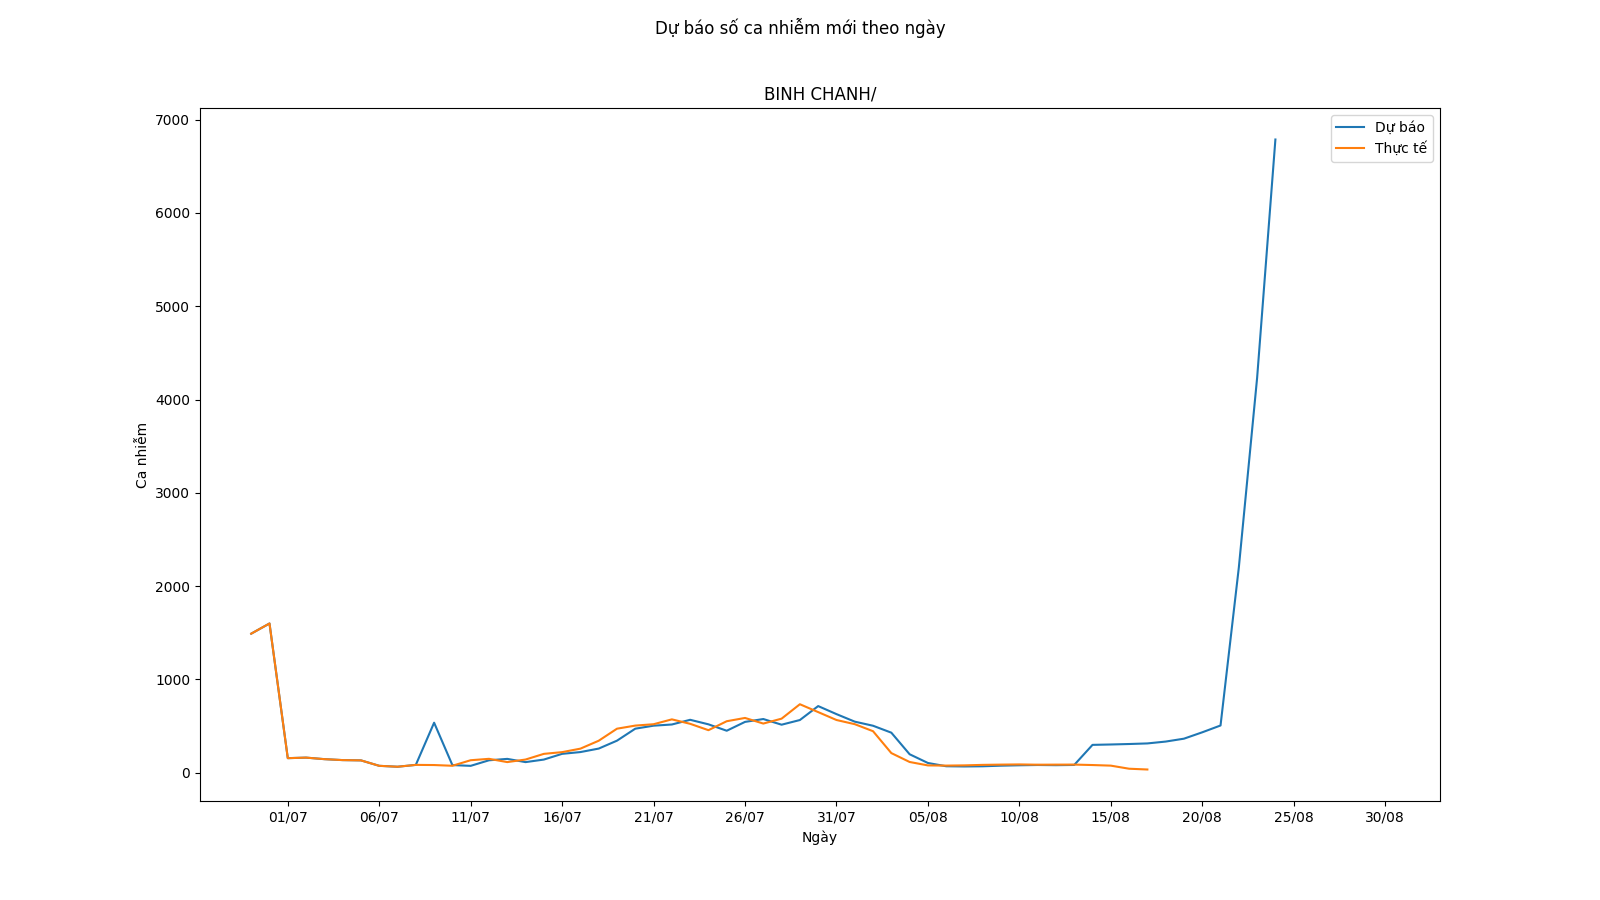 Dự báo số ca nhiễm mới theo ngày
BINH CHANH/
Dự báo
Thực tế
7000
6000
5000
4000
3000
2000
1000
0
Ca nhiễm
01/07 06/07 11/07 16/07 21/07 26/07 31/07 05/08 10/08 15/08 20/08 25/08 30/08
Ngày